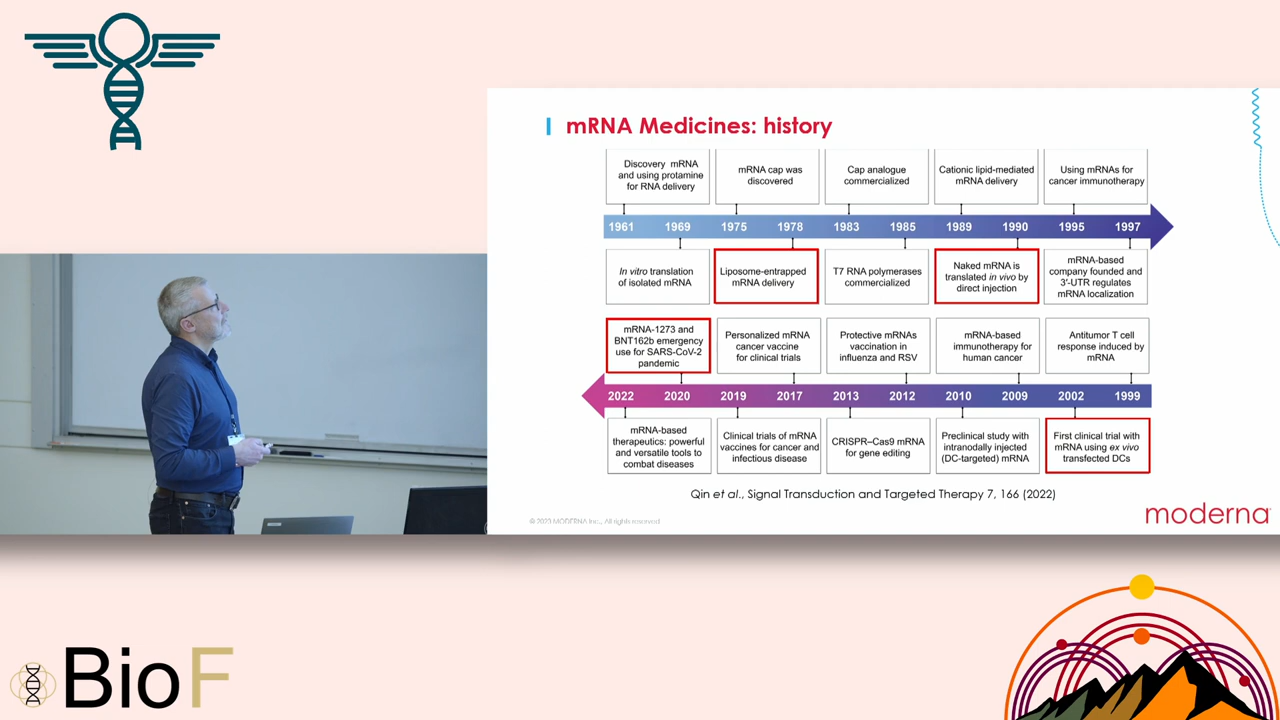 mRNA Medicines: history
Discovery mRNA
and using protamine
for RNA delivery
mRNA cap was
discovered
Cap analogue
commercialized
Cationic lipid-mediated
mRNA delivery
Using mRNAs for
cancer immunotherapy
1961 1969 1975 1978 1983 1985 1989 1990 1995 1997
In vitro translation
of isolated mRNA
Liposome-entrapped
mRNA delivery
T7 RNA polymerases
commercialized
Naked mRNA is
translated in vivo by
direct injection
mRNA-based
company founded and
3'-UTR regulates
mRNA localization
mRNA-1273 and
BNT162b emergency
use for SARS-CoV-2
pandemic
Personalized mRNA
cancer vaccine
for clinical trials
Protective mRNAs
vaccination in
influenza and RSV
mRNA-based
immunotherapy for
human cancer
Antitumor T cell
response induced by
mRNA
2022 2020 2019 2017 2013 2012 2010 2009 2002 1999
mRNA-based
therapeutics: powerful
and versatile tools to
combat diseases
Clinical trials of mRNA
vaccines for cancer and
infectious disease
CRISPR–Cas9 mRNA
for gene editing
Preclinical study with
intranodally injected
(DC-targeted) mRNA
First clinical trial with
mRNA using ex vivo
transfected DCs
Qin et al., Signal Transduction and Targeted Therapy 7, 166 (2022)
© 2023 MODERNA Inc., All rights reserved
moderna
BioF